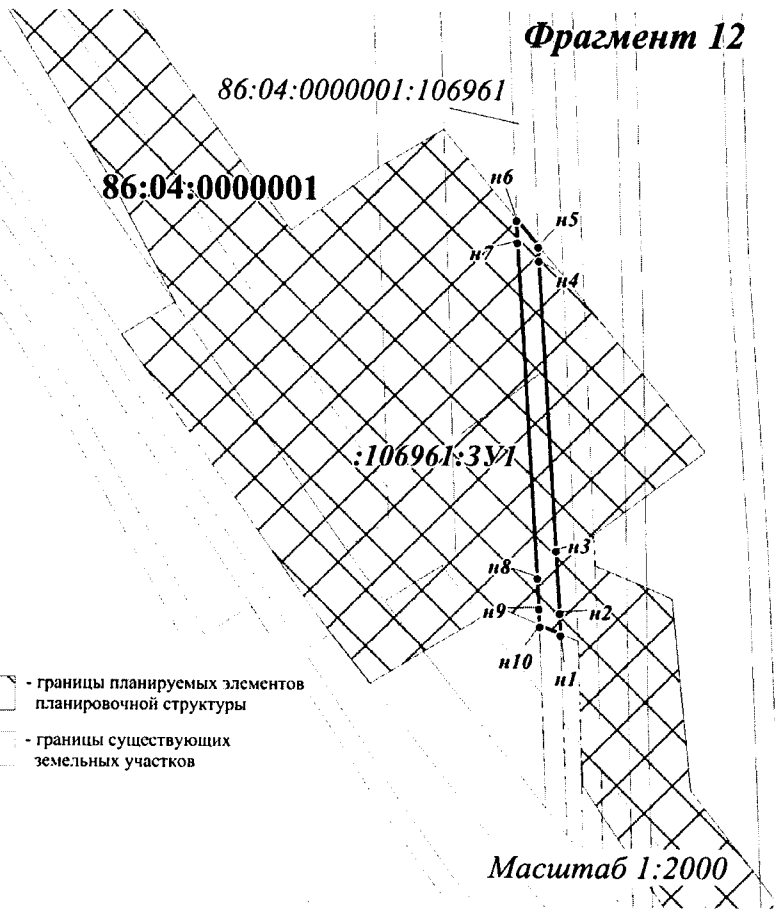 Фрагмент 12
86:04:0000001:106961
86:04:0000001
н6
н5
н7
н4
:106961:ЗУ1
н3
н8
н9
н2
н10
н1
- границы планируемых элементов
планировочной структуры
- границы существующих
земельных участков
Масштаб 1:2000